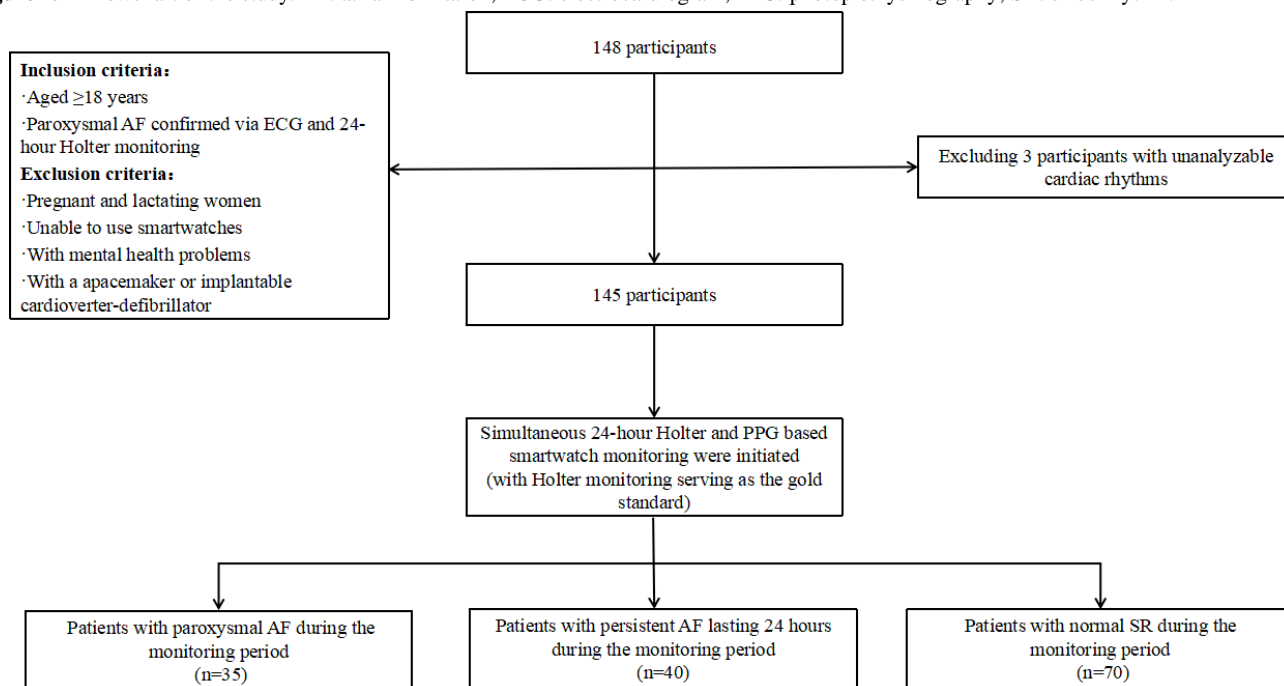 148 participants
Inclusion criteria：
·Aged ≥18 years
·Paroxysmal AF confirmed via ECG and 24-
hour Holter monitoring
Exclusion criteria：
·Pregnant and lactating women
·Unable to use smartwatches
·With mental health problems
·With a apacemaker or implantable
cardioverter-defibrillator
Excluding 3 participants with unanalyzable
cardiac rhythms
145 participants
Simultaneous 24-hour Holter and PPG based
smartwatch monitoring were initiated
(with Holter monitoring serving as the gold
standard)
Patients with paroxysmal AF during the
monitoring period
(n=35)
Patients with persistent AF lasting 24 hours
during the monitoring period
(n=40)
Patients with normal SR during the
monitoring period
(n=70)